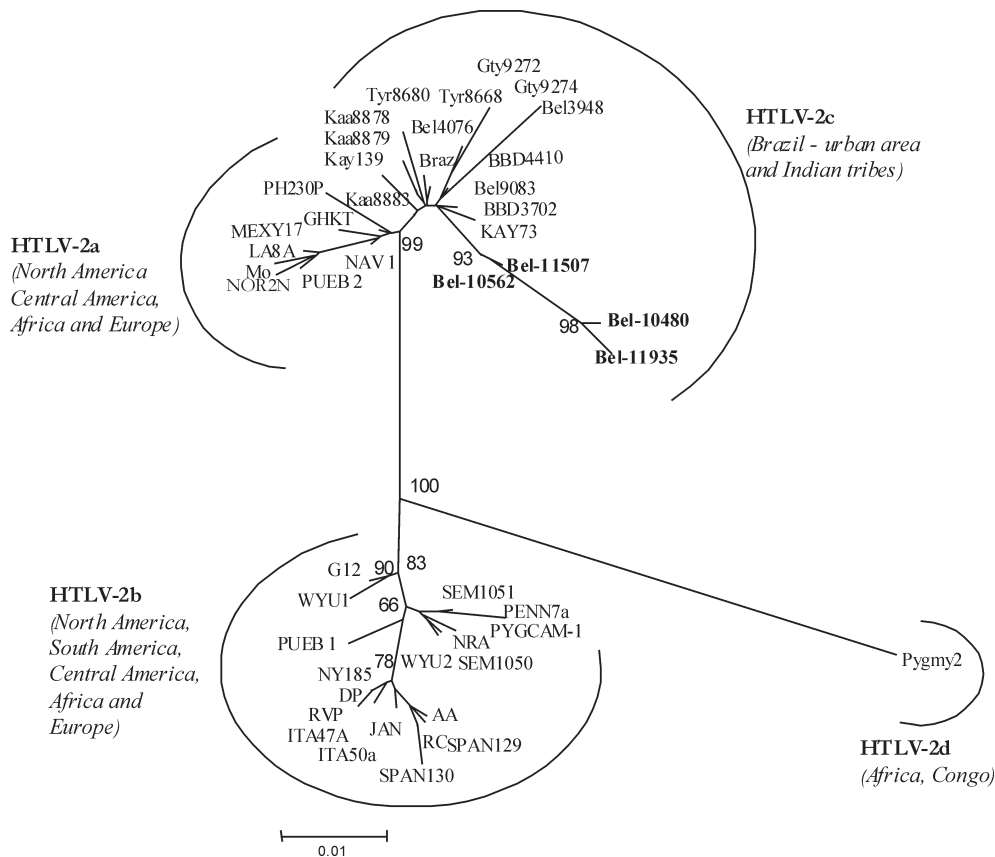 Gty9272
Gty9274
Tyr8680
Tyr8668
Bel3948
Kaa8878
Bel4076
Kaa8879
Kay139
Braz
BBD4410
HTLV-2c
(Brazil - urban area
and Indian tribes)
PH230P
Kaa8883
Bel9083
BBD3702
KAY73
GHKT
MEXY17
LA8A
Mo
NOR2N
PUEB 2
NAV 1
99
93
HTLV-2a
(North America
Central America,
Africa and Europe)
Bel-11507
Bel-10562
98
Bel-10480
Bel-11935
100
90
83
G12
WYU1
66
SEM1051
PENN7a
PYGCAM-1
NRA
PUEB 1
WYU2
SEM1050
78
HTLV-2b
(North America,
South America,
Central America,
Africa and
Europe)
NY185
DP
RVP
ITA47A
ITA50a
JAN
AA
RC
SPAN129
SPAN130
Pygmy2
HTLV-2d
(Africa, Congo)
0.01